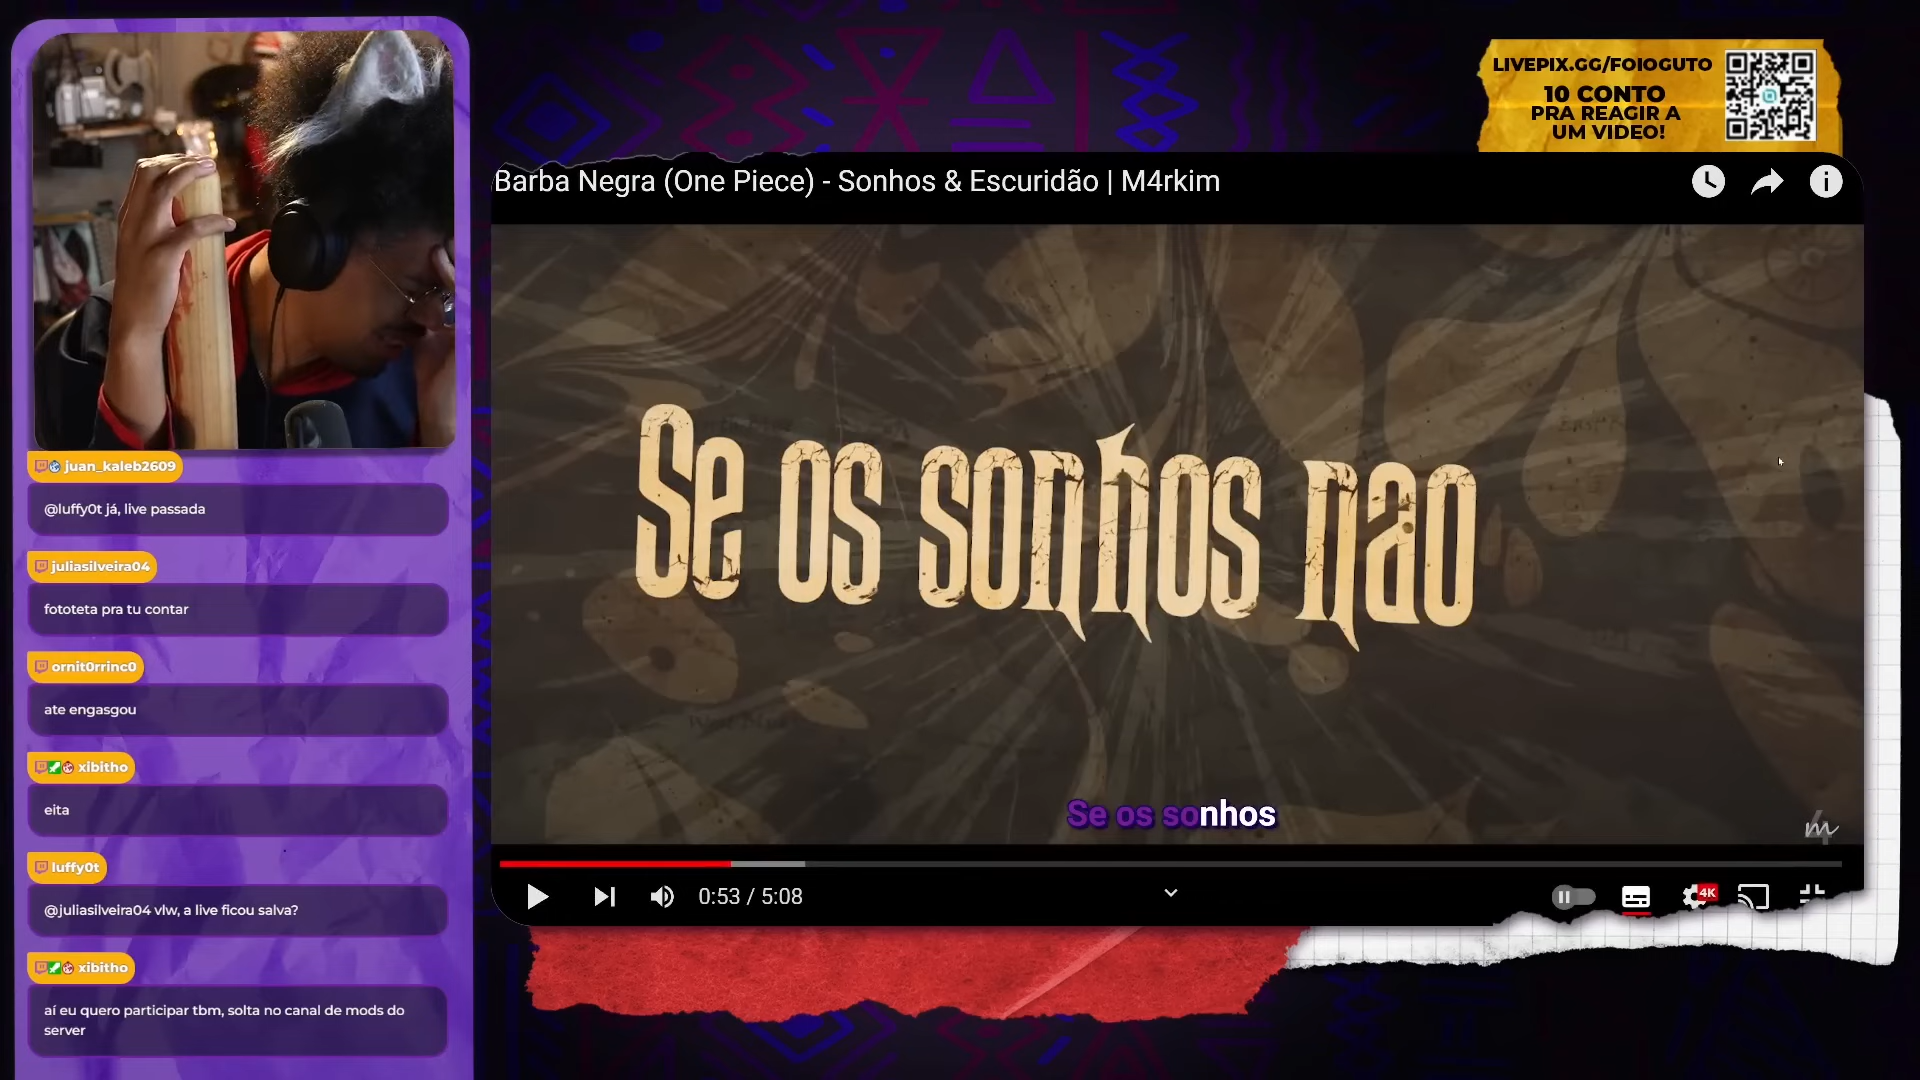 juan_kaleb2609
@luffy0t já, live passada
juliasilveira04
fototeta pra tu contar
ornit0rrinc0
ate engasgou
xibitho
eita
luffy0t
@juliasilveira04 vlw, a live ficou salva?
xibitho
aí eu quero participar tbm, solta no canal de mods do
server
LIVEPIX.GG/FOIOGUTO
10 CONTO
PRA REAGIR A
UM VIDEO!
Barba Negra (One Piece) - Sonhos & Escuridão | M4rkim
Se os sonhos nao
Se os sonhos
0:53 / 5:08
4K